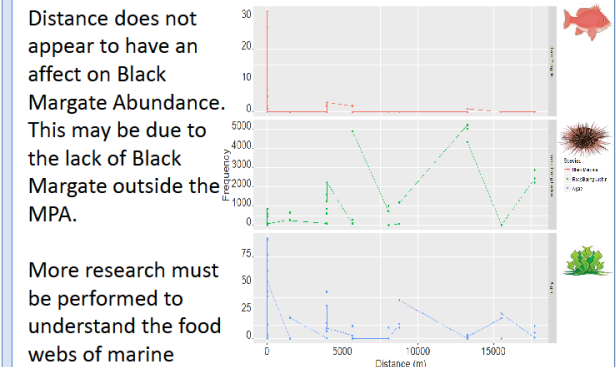 Distance does not
appear to have an
affect on Black
Margate Abundance.
This may be due to
the lack of Black
Margate outside the
MPA.
More research must
be performed to
understand the food
webs of marine
30
20
10
0
5000
4000
3000
2000
1000
0
75
50
25
0
Frequency
0 5000 10000 15000
Distance (m)
Species